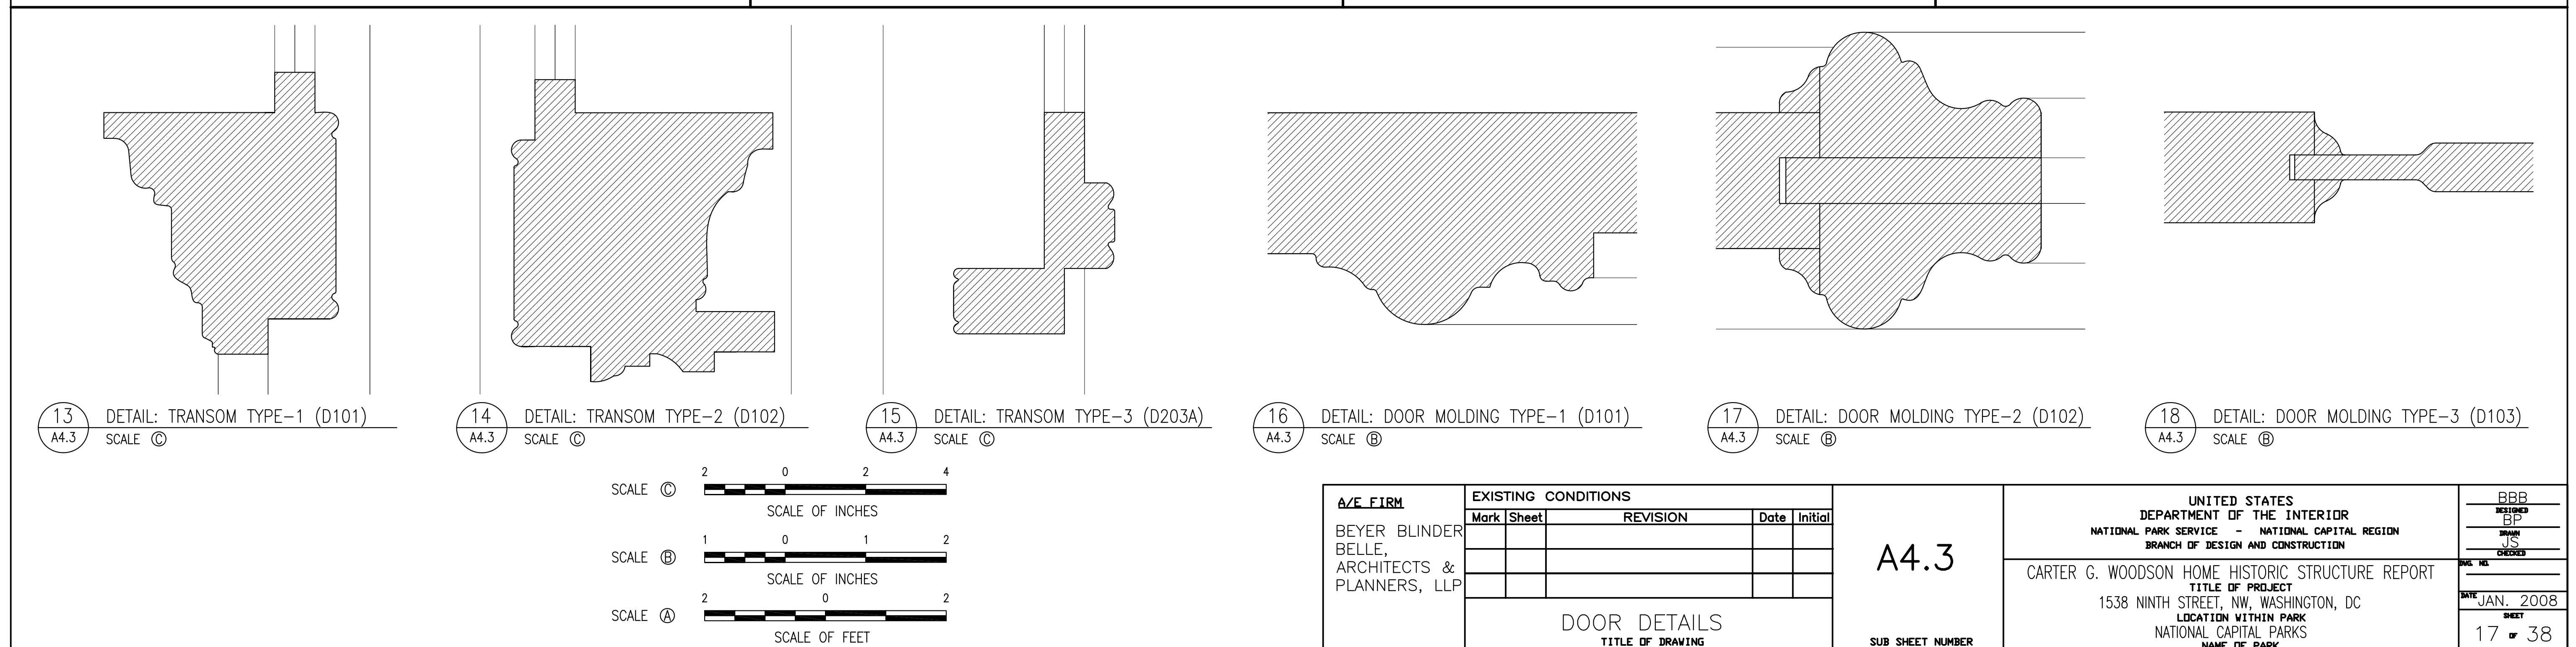 13
A4.3
DETAIL: TRANSOM TYPE-1 (D101)
SCALE Ⓒ
14
A4.3
DETAIL: TRANSOM TYPE-2 (D102)
SCALE Ⓒ
15
A4.3
DETAIL: TRANSOM TYPE-3 (D203A)
SCALE Ⓒ
16
A4.3
DETAIL: DOOR MOLDING TYPE-1 (D101)
SCALE Ⓑ
17
A4.3
DETAIL: DOOR MOLDING TYPE-2 (D102)
SCALE Ⓑ
18
A4.3
DETAIL: DOOR MOLDING TYPE-3 (D103)
SCALE Ⓑ
2 0 2 4
SCALE Ⓒ
SCALE OF INCHES
1 0 1 2
SCALE Ⓑ
SCALE OF INCHES
2 0 2
SCALE Ⓐ
SCALE OF FEET
A/E FIRM
BEYER BLINDER
BELLE,
ARCHITECTS &
PLANNERS, LLP
EXISTING CONDITIONS
Mark Sheet REVISION Date Initial
DOOR DETAILS
TITLE OF DRAWING
A4.3
SUB SHEET NUMBER
UNITED STATES
DEPARTMENT OF THE INTERIOR
NATIONAL PARK SERVICE - NATIONAL CAPITAL REGION
BRANCH OF DESIGN AND CONSTRUCTION
CARTER G. WOODSON HOME HISTORIC STRUCTURE REPORT
TITLE OF PROJECT
1538 NINTH STREET, NW, WASHINGTON, DC
LOCATION WITHIN PARK
NATIONAL CAPITAL PARKS
NAME OF PARK
BBB
DESIGNED
BP
DRAWN
JS
CHECKED
DWG. NO.
DATE JAN. 2008
SHEET
17 OF 38